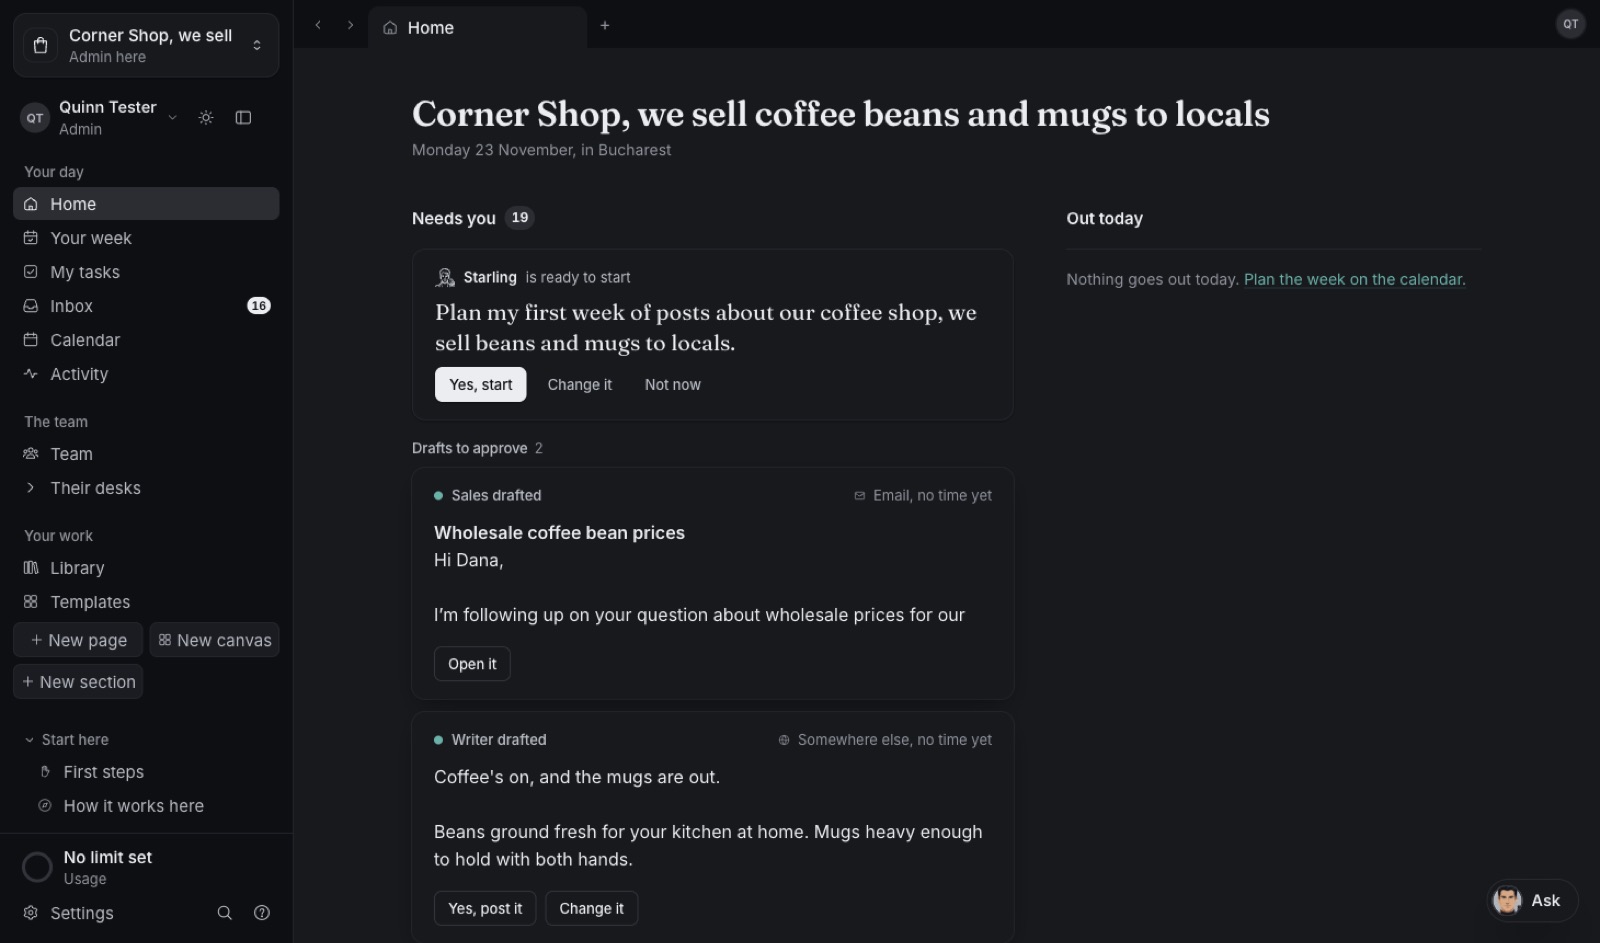 Corner Shop, we sell
Admin here
QT
Quinn Tester
Admin
Your day
Home
Your week
My tasks
Inbox
16
Calendar
Activity
The team
Team
Their desks
Your work
Library
Templates
New page
New canvas
New section
Start here
First steps
How it works here
No limit set
Usage
Settings
Home
QT
Corner Shop, we sell coffee beans and mugs to locals
Monday 23 November, in Bucharest
Needs you 19
Starling is ready to start
Plan my first week of posts about our coffee shop, we
sell beans and mugs to locals.
Yes, start
Change it
Not now
Drafts to approve 2
Sales drafted
Email, no time yet
Wholesale coffee bean prices
Hi Dana,
I’m following up on your question about wholesale prices for our
Open it
Writer drafted
Somewhere else, no time yet
Coffee's on, and the mugs are out.
Beans ground fresh for your kitchen at home. Mugs heavy enough
to hold with both hands.
Yes, post it
Change it
Out today
Nothing goes out today. Plan the week on the calendar.
Ask